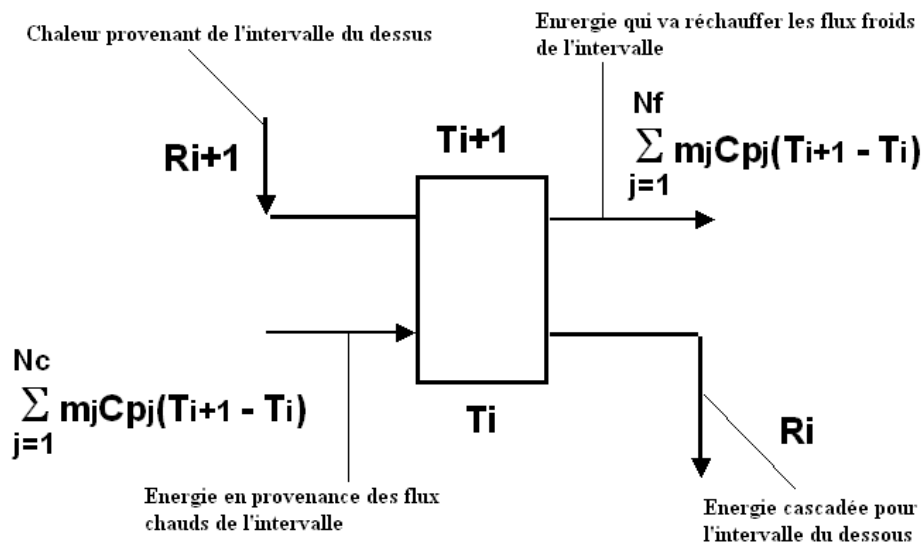 Chaleur provenant de l'intervalle du dessus
Enrergie qui va réchauffer les flux froids
de l'intervalle
Ri+1
Ti+1
Nf
∑ mjCpj(Ti+1 - Ti)
j=1
Nc
∑ mjCpj(Ti+1 - Ti)
j=1
Ti
Ri
Energie en provenance des flux
chauds de l'intervalle
Energie cascadée pour
l'intervalle du dessous